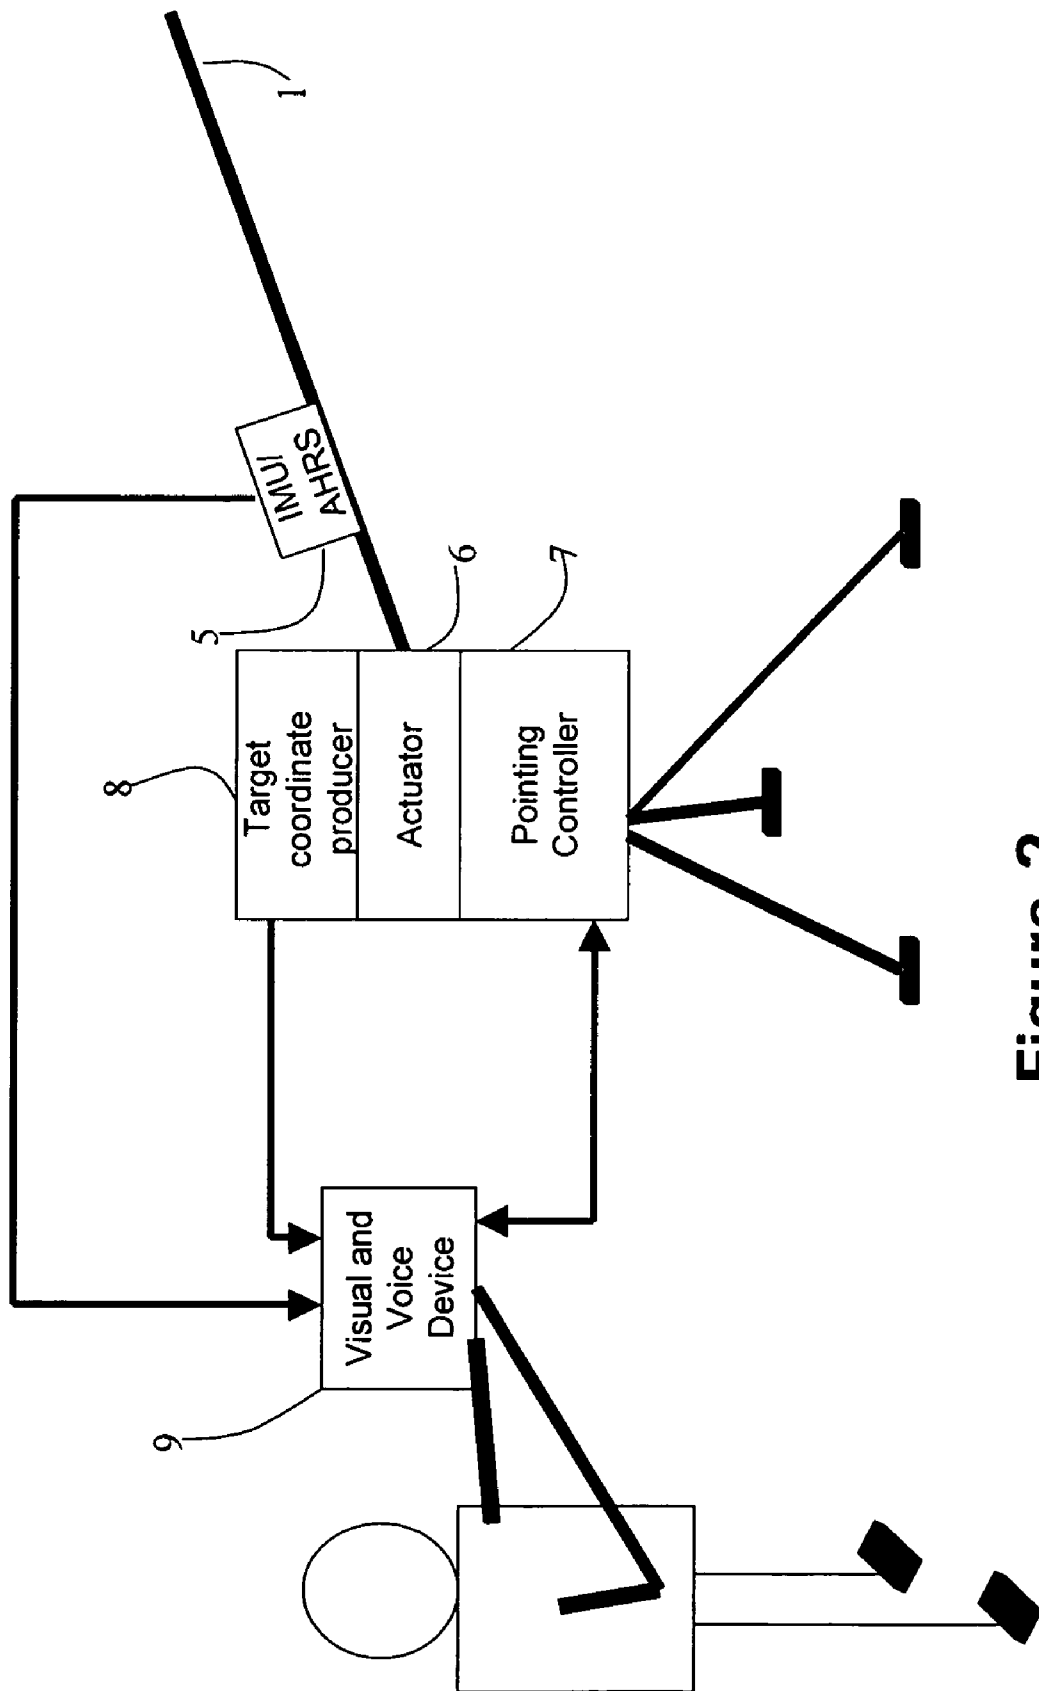 1
IMU/
AHRS
5
6
7
8
Target
coordinate
producer
Actuator
Pointing
Controller
Visual and
Voice
Device
9
Figure 2